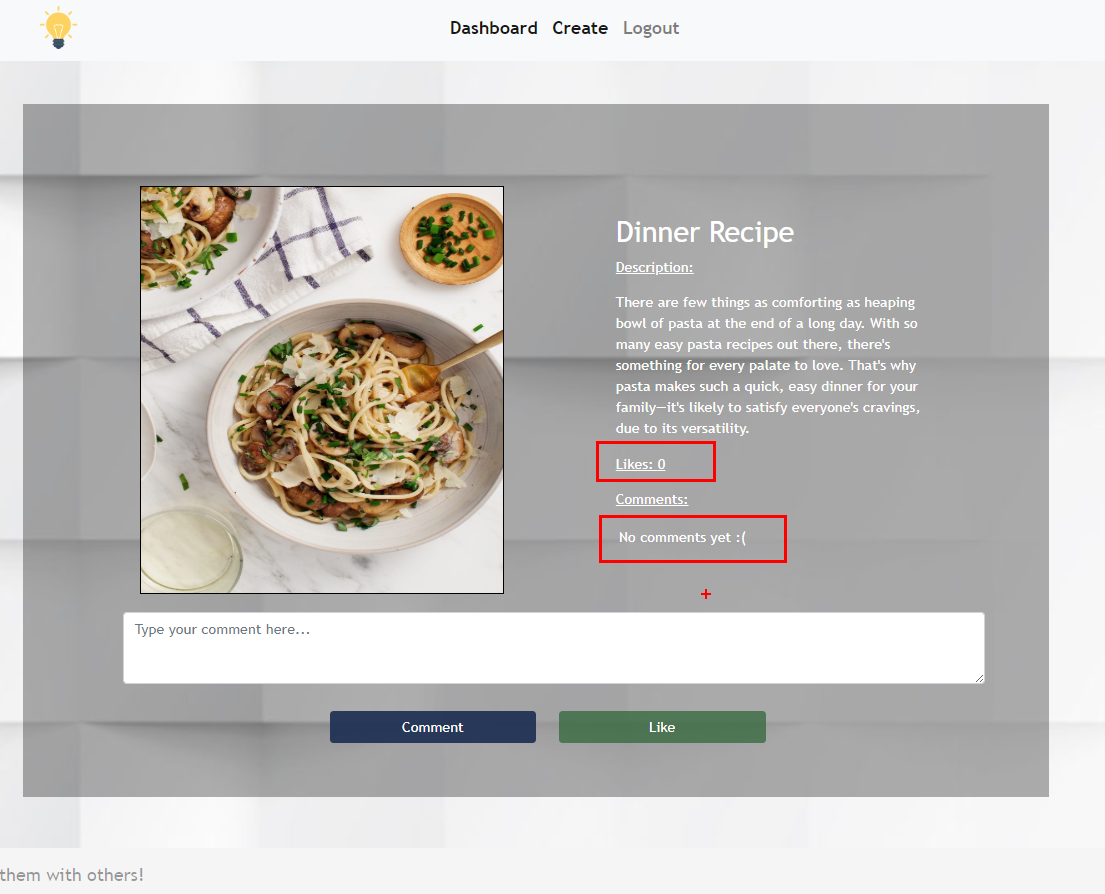 Dashboard Create Logout
Dinner Recipe
Description:
There are few things as comforting as heaping
bowl of pasta at the end of a long day. With so
many easy pasta recipes out there, there's
something for every palate to love. That's why
pasta makes such a quick, easy dinner for your
family—it's likely to satisfy everyone's cravings,
due to its versatility.
Likes: 0
Comments:
No comments yet :(
+
Type your comment here...
Comment Like
them with others!